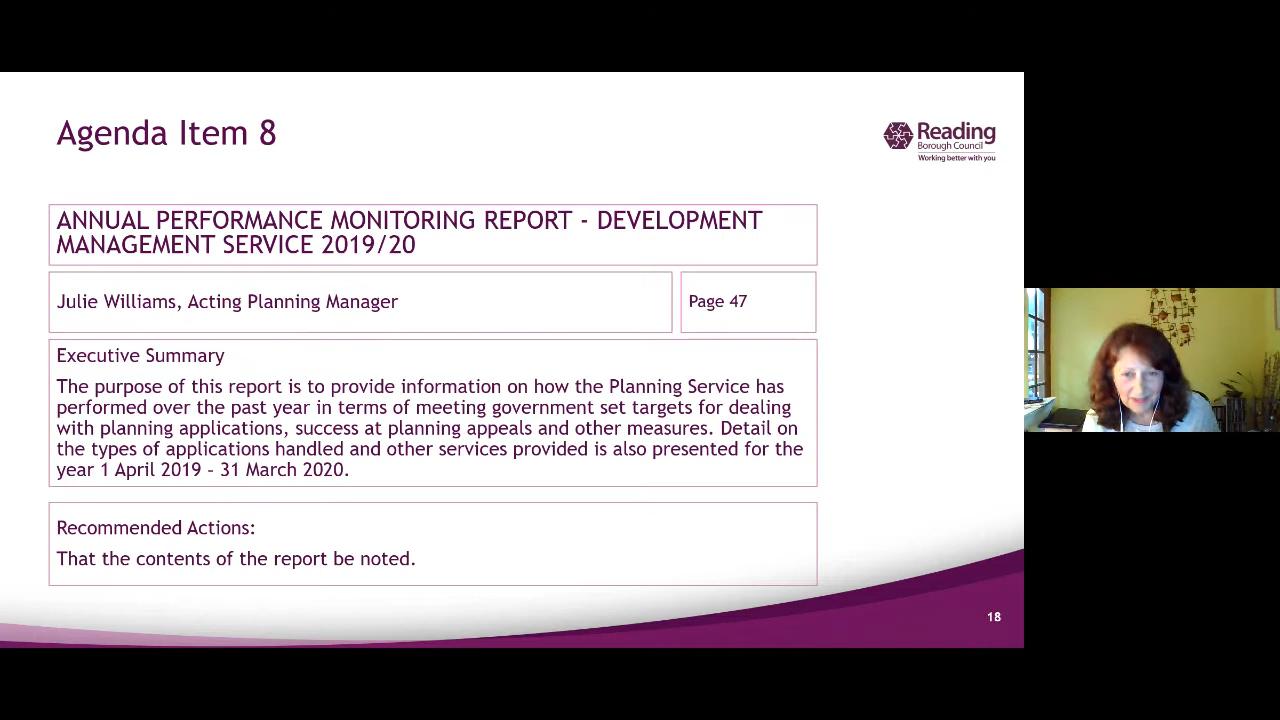 Agenda Item 8
Reading
Borough Council
Working better with you
ANNUAL PERFORMANCE MONITORING REPORT - DEVELOPMENT
MANAGEMENT SERVICE 2019/20
Julie Williams, Acting Planning Manager
Page 47
Executive Summary
The purpose of this report is to provide information on how the Planning Service has
performed over the past year in terms of meeting government set targets for dealing
with planning applications, success at planning appeals and other measures. Detail on
the types of applications handled and other services provided is also presented for the
year 1 April 2019 – 31 March 2020.
Recommended Actions:
That the contents of the report be noted.
18